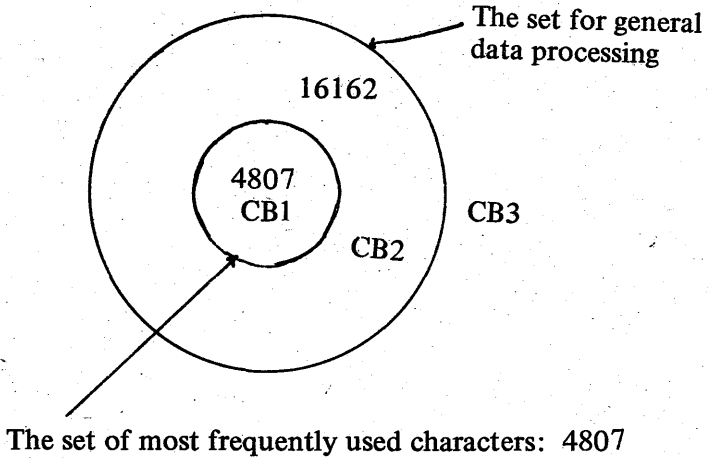 The set for general
data processing
16162
4807
CB1
CB3
CB2
The set of most frequently used characters: 4807